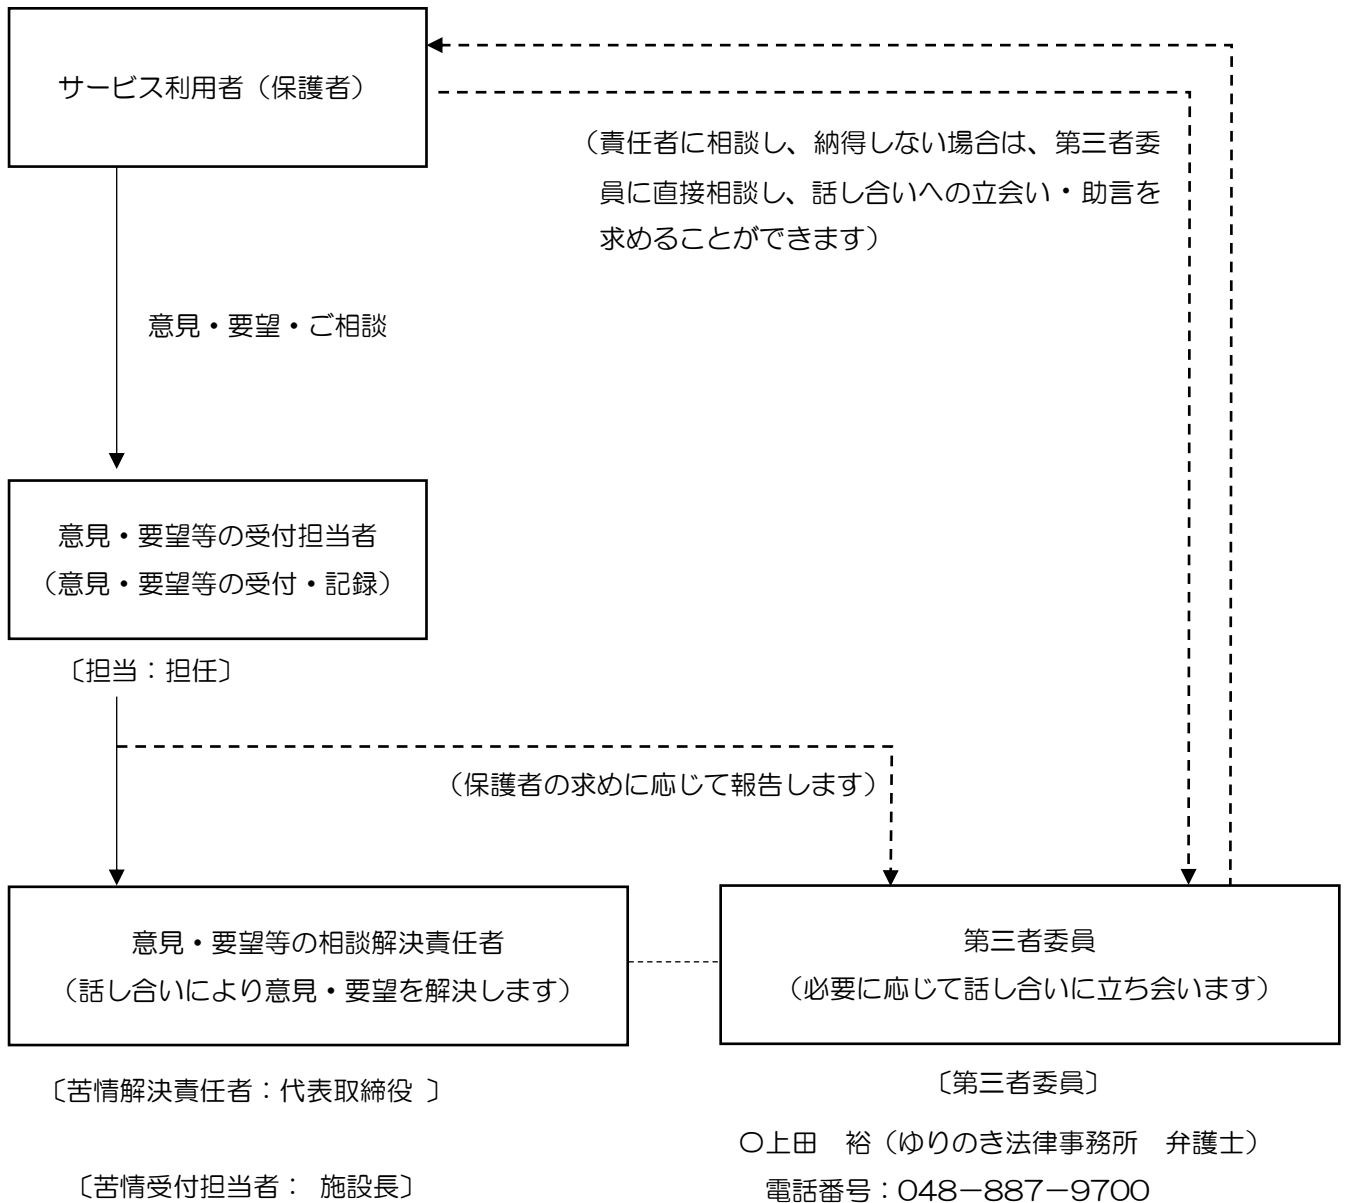 サービス利用者（保護者）
（責任者に相談し、納得しない場合は、第三者委
員に直接相談し、話し合いへの立会い・助言を
求めることができます）
意見・要望・ご相談
意見・要望等の受付担当者
（意見・要望等の受付・記録）
〔担当：担任〕
（保護者の求めに応じて報告します）
意見・要望等の相談解決責任者
（話し合いにより意見・要望を解決します）
第三者委員
（必要に応じて話し合いに立ち会います）
〔苦情解決責任者：代表取締役 〕
〔苦情受付担当者： 施設長〕
〔第三者委員〕
〇上田　裕（ゆりのき法律事務所　弁護士）
電話番号：048－887－9700